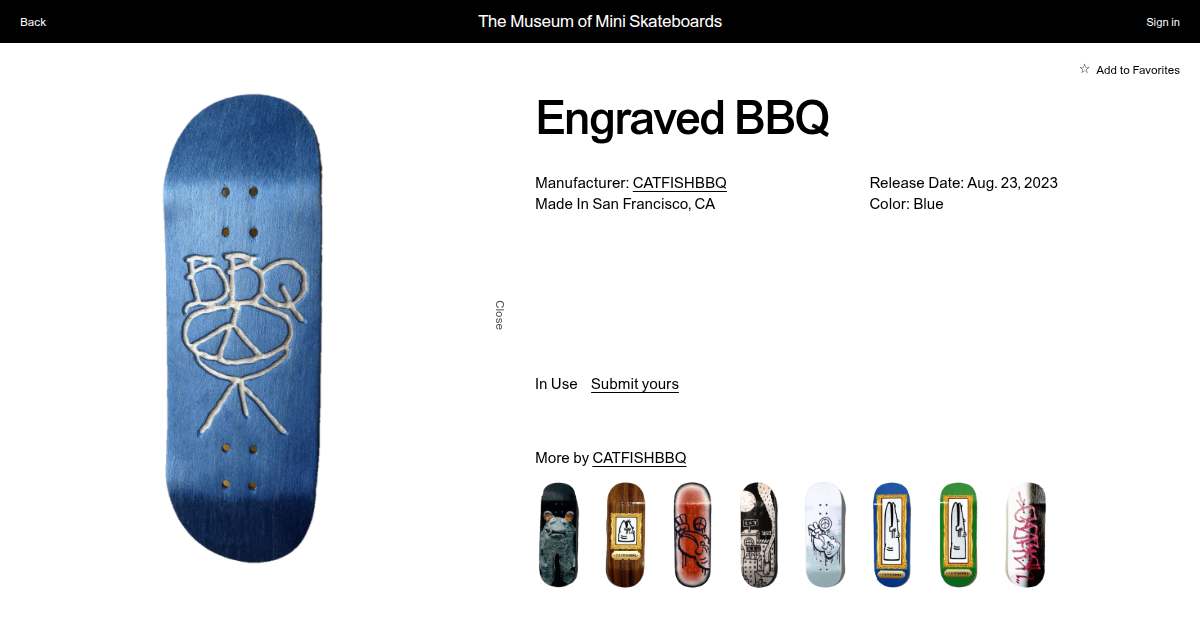 Back
The Museum of Mini Skateboards
Sign in
☆ Add to Favorites
Engraved BBQ
Manufacturer: CATFISHBBQ
Made In San Francisco, CA
Release Date: Aug. 23, 2023
Color: Blue
BBQ
Close
In Use Submit yours
More by CATFISHBBQ